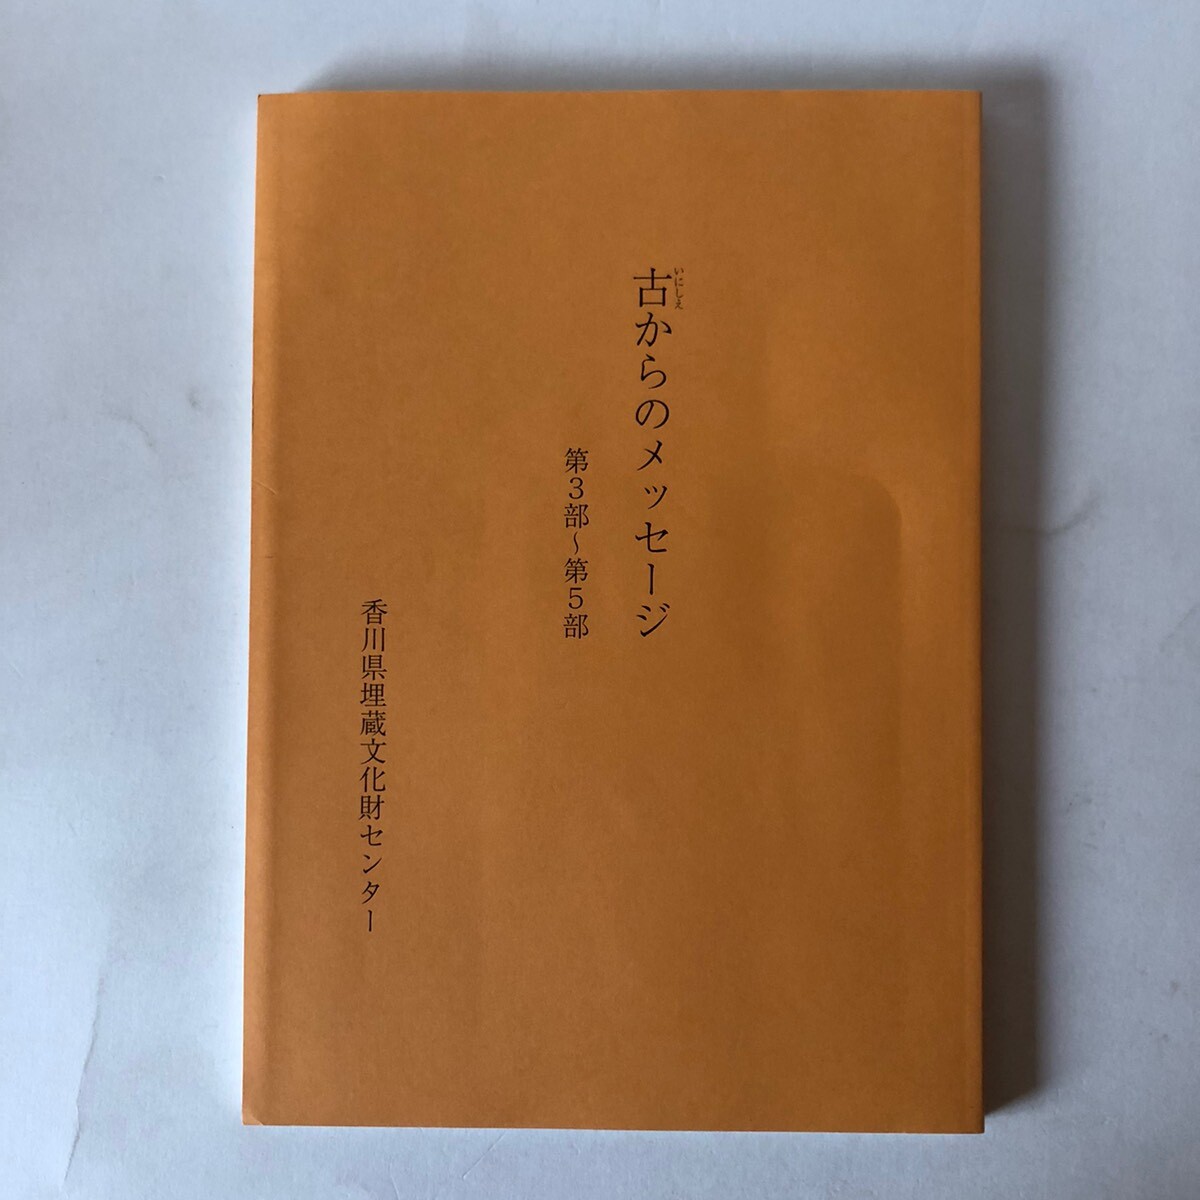 古からのメッセージ
いにしえ
第3部~第5部
香川県埋蔵文化財センター